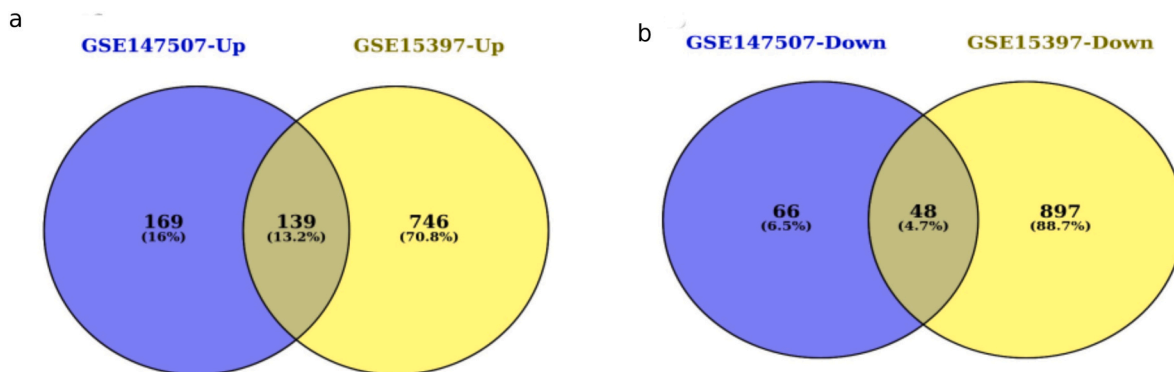 a
GSE147507-Up GSE15397-Up
169 139 746
(16%) (13.2%) (70.8%)
b
GSE147507-Down GSE15397-Down
66 48 897
(6.5%) (4.7%) (88.7%)